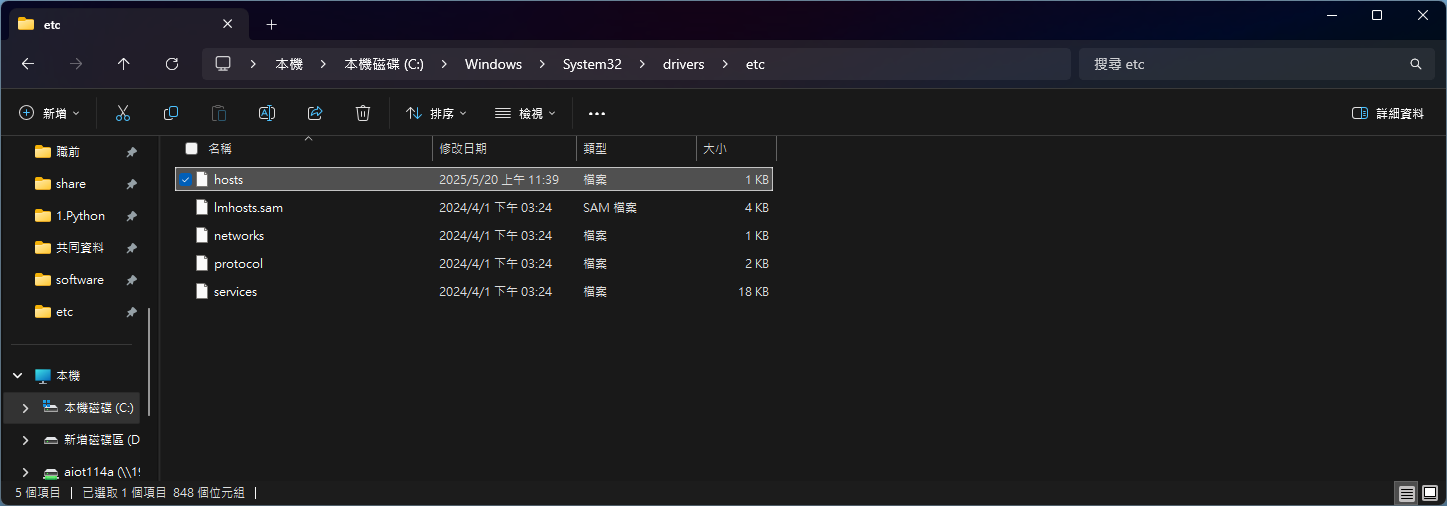 etc
本機 本機磁碟 (C:) Windows System32 drivers etc 搜尋 etc
新增 排序 檢視 詳細資料
名稱 修改日期 類型 大小
hosts 2025/5/20 上午 11:39 檔案 1 KB
lmhosts.sam 2024/4/1 下午 03:24 SAM 檔案 4 KB
networks 2024/4/1 下午 03:24 檔案 1 KB
protocol 2024/4/1 下午 03:24 檔案 2 KB
services 2024/4/1 下午 03:24 檔案 18 KB
職前
share
1.Python
共同資料
software
etc
本機
本機磁碟 (C:)
新增磁碟區 (D
aiot114a (\\19
5 個項目 已選取 1 個項目 848 個位元組